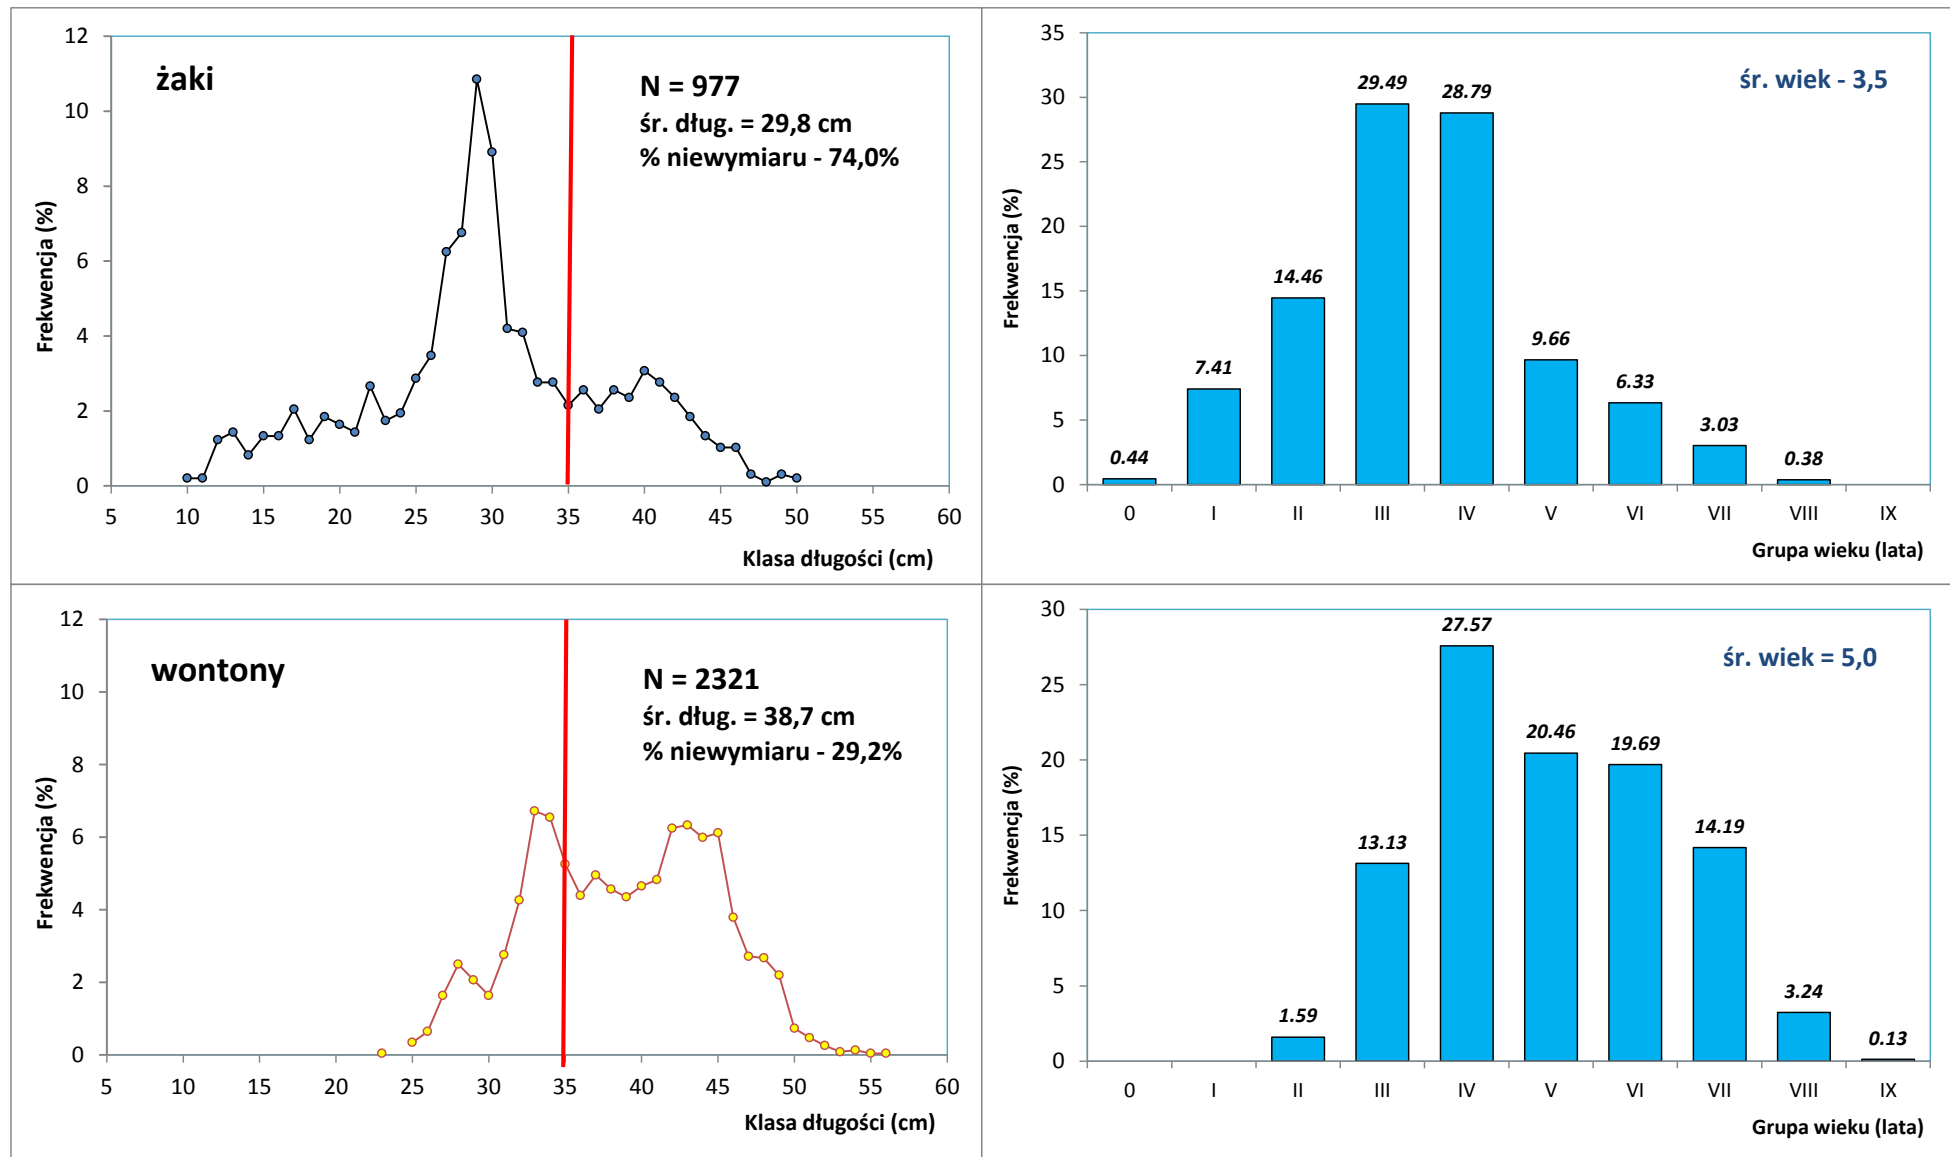 żaki
N = 977
śr. dług. = 29,8 cm
% niewymiaru - 74,0%
Frekwencja (%)
12
10
8
6
4
2
0
5 10 15 20 25 30 35 40 45 50 55 60
Klasa długości (cm)
śr. wiek - 3,5
Frekwencja (%)
35
30
25
20
15
10
5
0
0.44 7.41 14.46 29.49 28.79 9.66 6.33 3.03 0.38
0 I II III IV V VI VII VIII IX
Grupa wieku (lata)
wontony
N = 2321
śr. dług. = 38,7 cm
% niewymiaru - 29,2%
Frekwencja (%)
12
10
8
6
4
2
0
5 10 15 20 25 30 35 40 45 50 55 60
Klasa długości (cm)
śr. wiek = 5,0
Frekwencja (%)
30
25
20
15
10
5
0
1.59 13.13 27.57 20.46 19.69 14.19 3.24 0.13
0 I II III IV V VI VII VIII IX
Grupa wieku (lata)